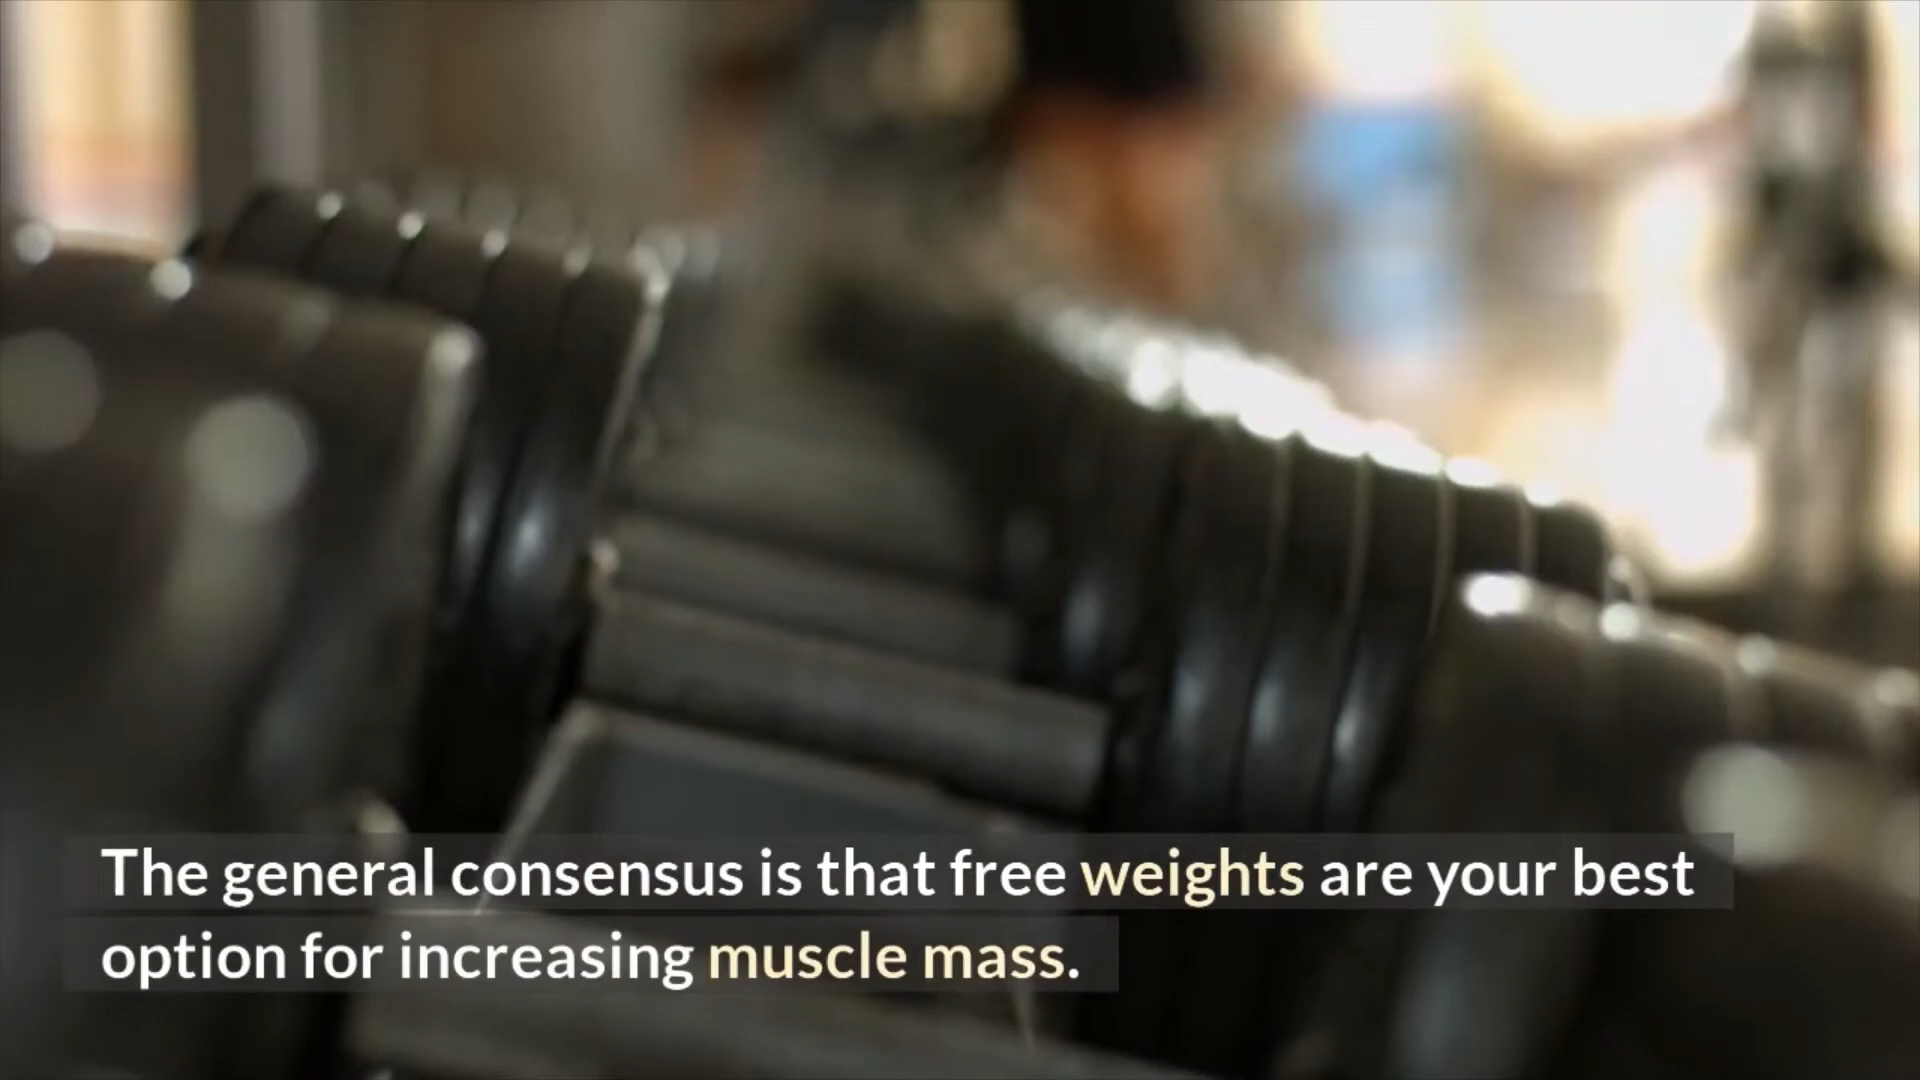 The general consensus is that free weights are your best
option for increasing muscle mass.